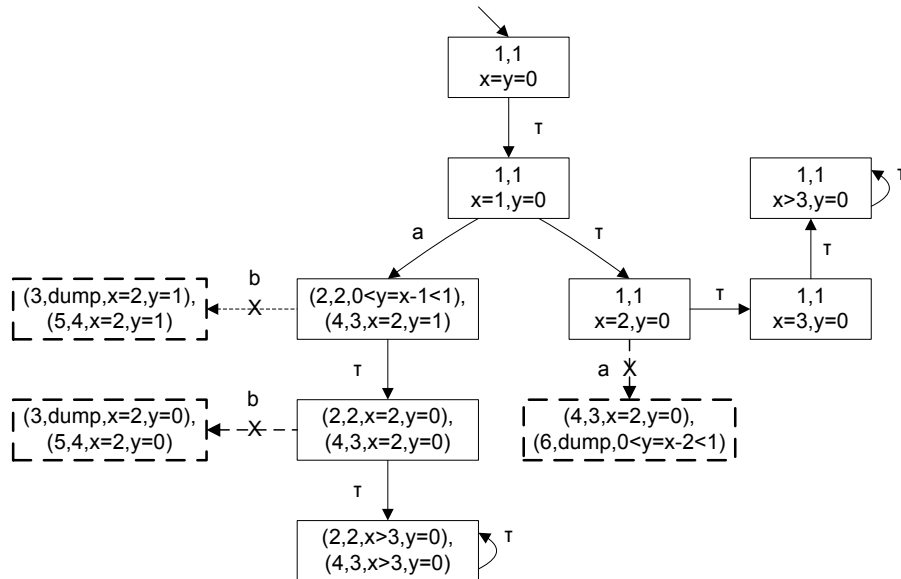 1,1
x=y=0
τ
1,1
x=1,y=0
1,1
x>3,y=0
τ
a
τ
b
X
(3,dump,x=2,y=1),
(5,4,x=2,y=1)
(2,2,0<y=x-1<1),
(4,3,x=2,y=1)
1,1
x=2,y=0
τ
1,1
x=3,y=0
τ
τ
a X
b
X
(3,dump,x=2,y=0),
(5,4,x=2,y=0)
(2,2,x=2,y=0),
(4,3,x=2,y=0)
(4,3,x=2,y=0),
(6,dump,0<y=x-2<1)
τ
(2,2,x>3,y=0),
(4,3,x>3,y=0)
τ